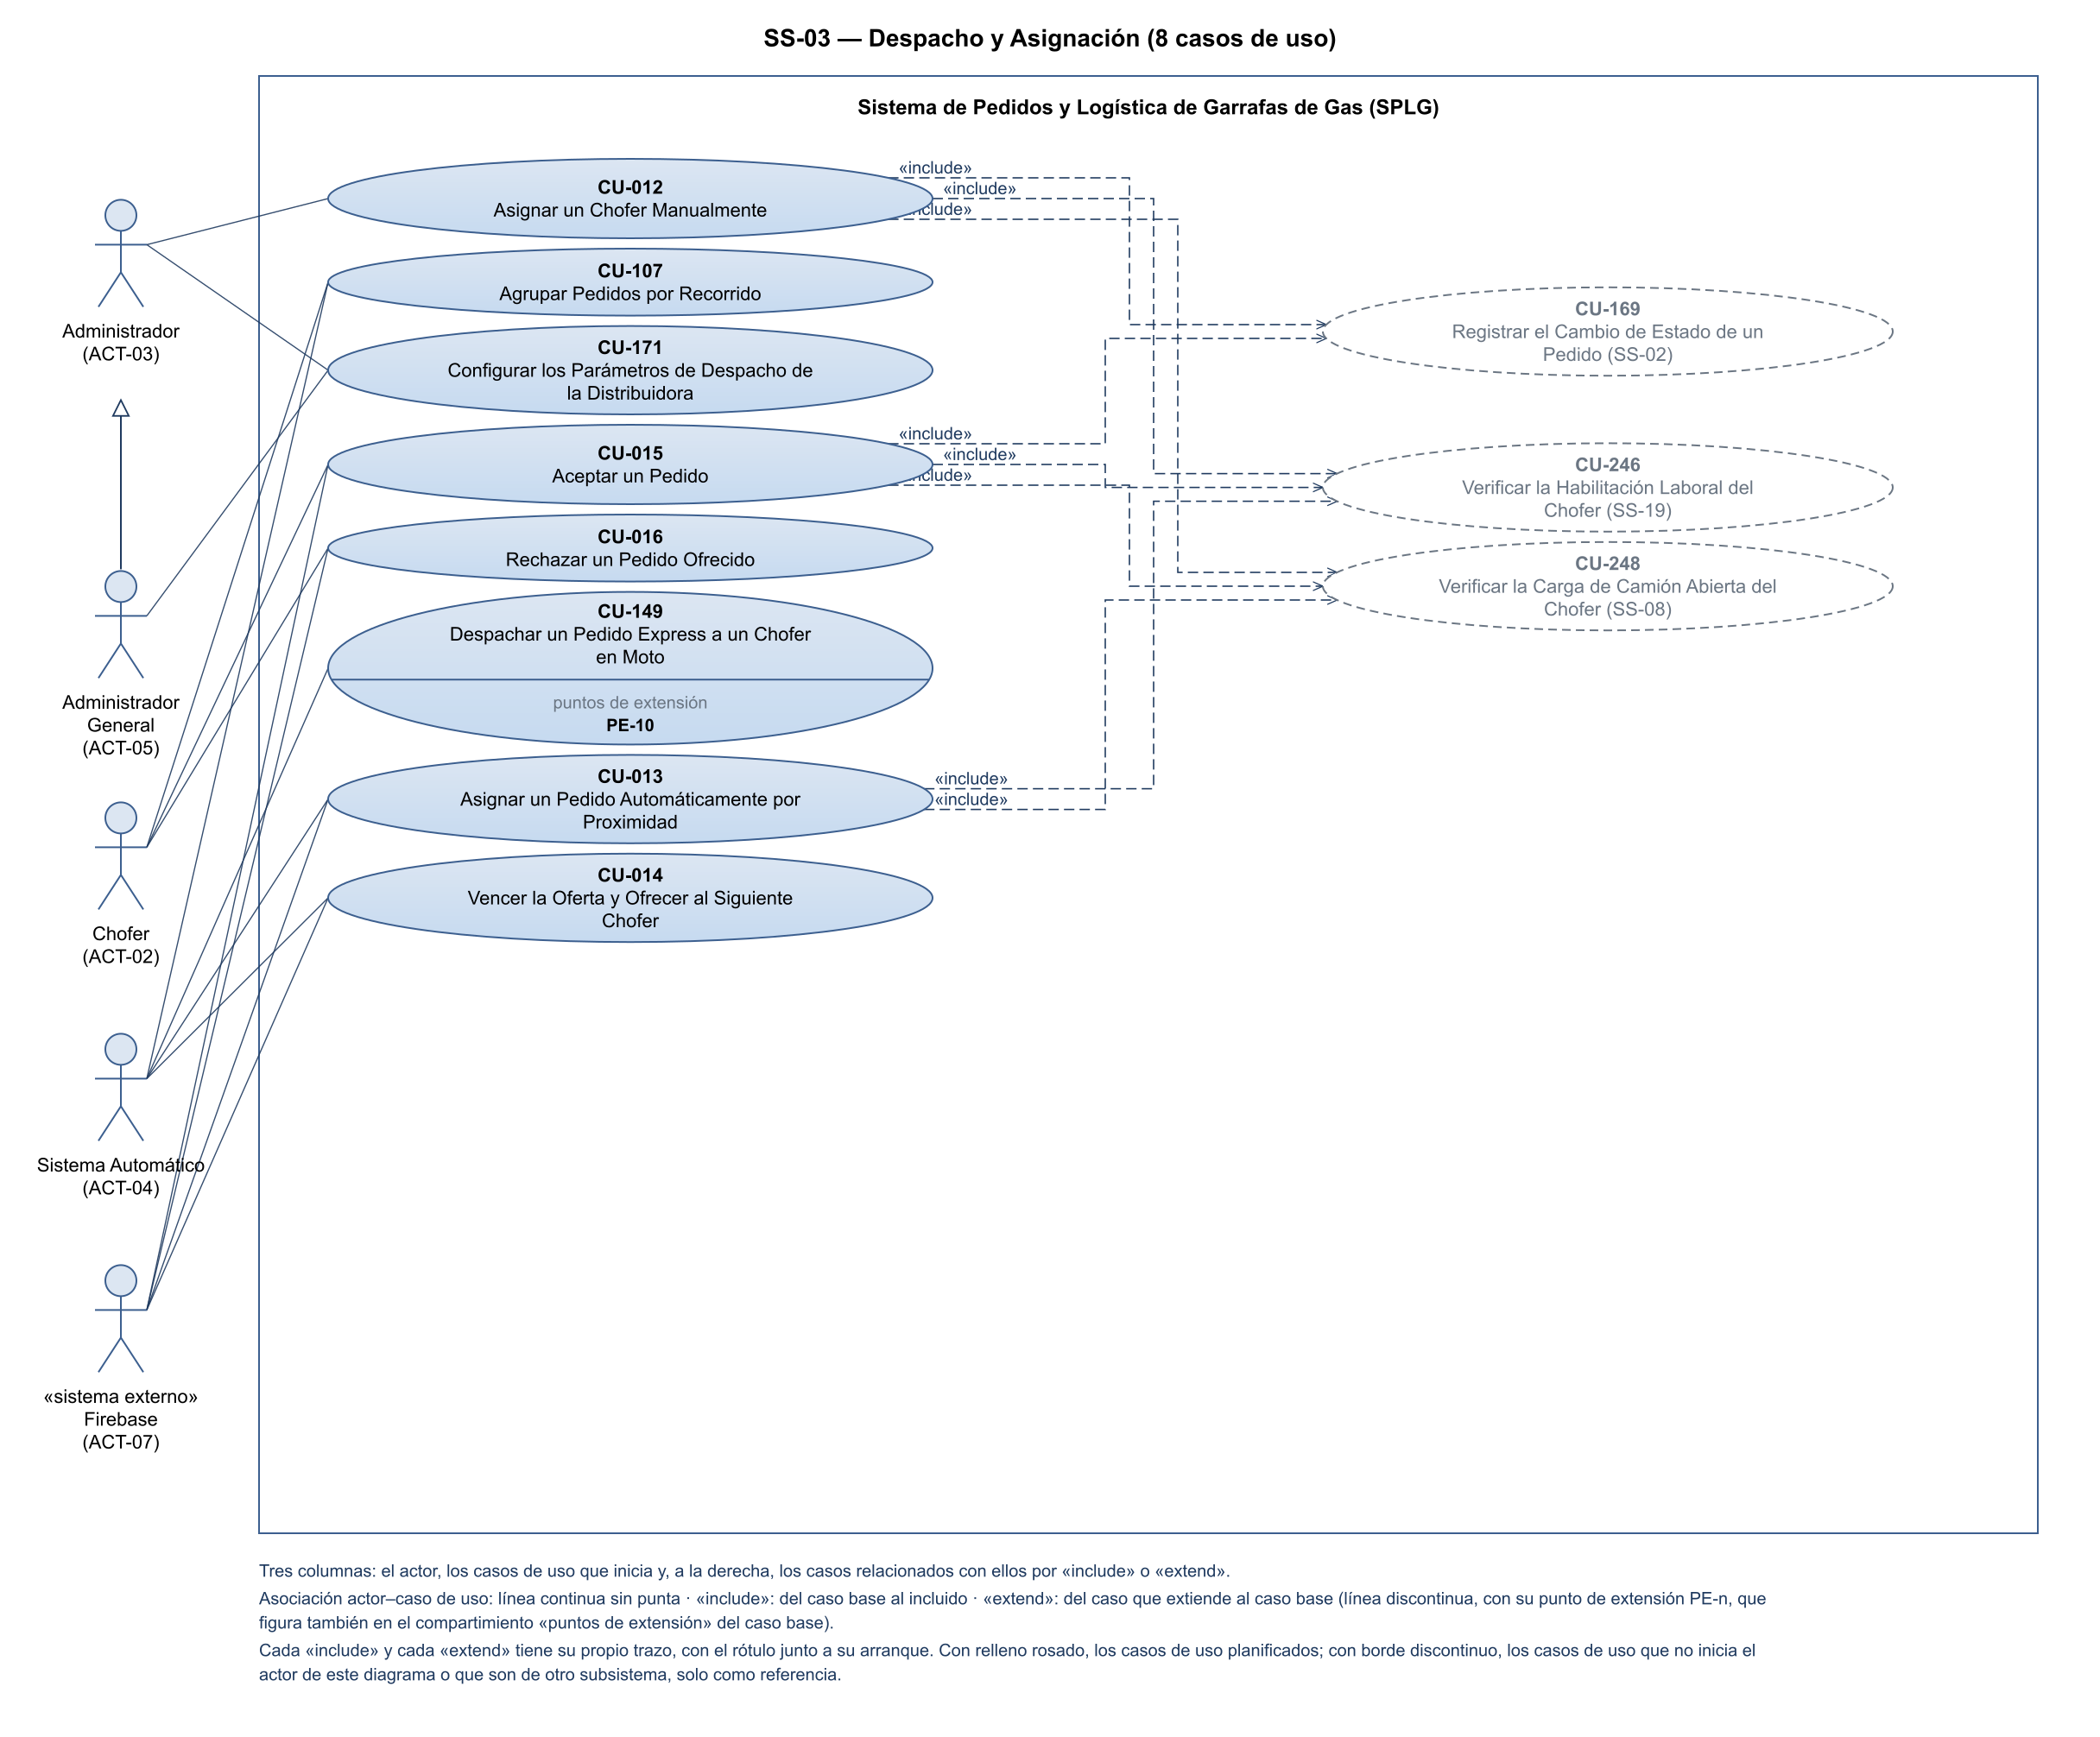 SS-03 — Despacho y Asignación (8 casos de uso)
Sistema de Pedidos y Logística de Garrafas de Gas (SPLG)
Administrador
(ACT-03)
Administrador
General
(ACT-05)
Chofer
(ACT-02)
Sistema Automático
(ACT-04)
«sistema externo»
Firebase
(ACT-07)
CU-012
Asignar un Chofer Manualmente
«include»
«include»
include»
CU-107
Agrupar Pedidos por Recorrido
CU-171
Configurar los Parámetros de Despacho de
la Distribuidora
CU-015
Aceptar un Pedido
«include»
«include»
include»
CU-016
Rechazar un Pedido Ofrecido
CU-149
Despachar un Pedido Express a un Chofer
en Moto
puntos de extensión
PE-10
CU-013
Asignar un Pedido Automáticamente por
Proximidad
«include»
«include»
CU-014
Vencer la Oferta y Ofrecer al Siguiente
Chofer
CU-169
Registrar el Cambio de Estado de un
Pedido (SS-02)
CU-246
Verificar la Habilitación Laboral del
Chofer (SS-19)
CU-248
Verificar la Carga de Camión Abierta del
Chofer (SS-08)
Tres columnas: el actor, los casos de uso que inicia y, a la derecha, los casos relacionados con ellos por «include» o «extend».
Asociación actor–caso de uso: línea continua sin punta · «include»: del caso base al incluido · «extend»: del caso que extiende al caso base (línea discontinua, con su punto de extensión PE-n, que
figura también en el compartimiento «puntos de extensión» del caso base).
Cada «include» y cada «extend» tiene su propio trazo, con el rótulo junto a su arranque. Con relleno rosado, los casos de uso planificados; con borde discontinuo, los casos de uso que no inicia el
actor de este diagrama o que son de otro subsistema, solo como referencia.